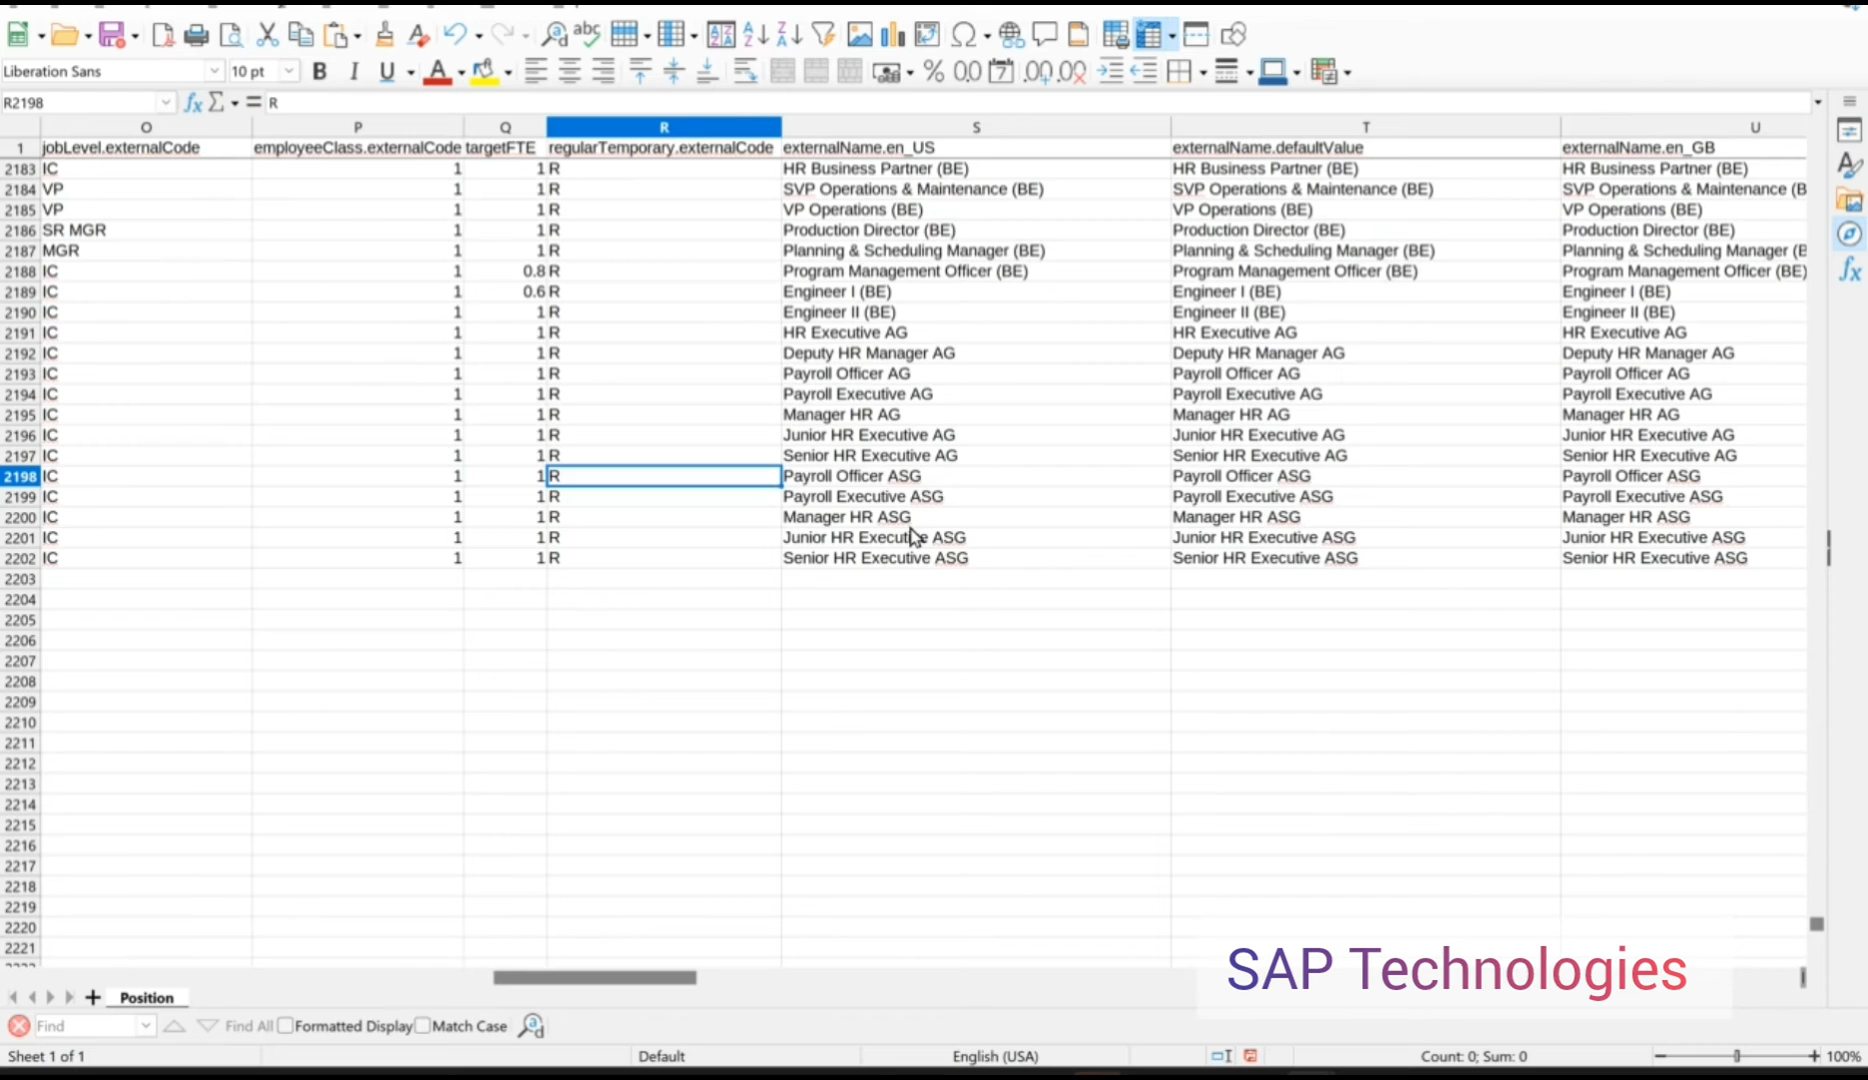 Liberation Sans 10 pt B I U A % 0,0 7 ,00 ,00
R2198 fx Σ = R
O P Q R S T U
1 jobLevel.externalCode employeeClass.externalCode targetFTE regularTemporary.externalCode externalName.en_US externalName.defaultValue externalName.en_GB
2183 IC 1 1 R HR Business Partner (BE) HR Business Partner (BE) HR Business Partner (BE)
2184 VP 1 1 R SVP Operations & Maintenance (BE) SVP Operations & Maintenance (BE) SVP Operations & Maintenance (B
2185 VP 1 1 R VP Operations (BE) VP Operations (BE) VP Operations (BE)
2186 SR MGR 1 1 R Production Director (BE) Production Director (BE) Production Director (BE)
2187 MGR 1 1 R Planning & Scheduling Manager (BE) Planning & Scheduling Manager (BE) Planning & Scheduling Manager (B
2188 IC 1 0.8 R Program Management Officer (BE) Program Management Officer (BE) Program Management Officer (BE)
2189 IC 1 0.6 R Engineer I (BE) Engineer I (BE) Engineer I (BE)
2190 IC 1 1 R Engineer II (BE) Engineer II (BE) Engineer II (BE)
2191 IC 1 1 R HR Executive AG HR Executive AG HR Executive AG
2192 IC 1 1 R Deputy HR Manager AG Deputy HR Manager AG Deputy HR Manager AG
2193 IC 1 1 R Payroll Officer AG Payroll Officer AG Payroll Officer AG
2194 IC 1 1 R Payroll Executive AG Payroll Executive AG Payroll Executive AG
2195 IC 1 1 R Manager HR AG Manager HR AG Manager HR AG
2196 IC 1 1 R Junior HR Executive AG Junior HR Executive AG Junior HR Executive AG
2197 IC 1 1 R Senior HR Executive AG Senior HR Executive AG Senior HR Executive AG
2198 IC 1 1 R Payroll Officer ASG Payroll Officer ASG Payroll Officer ASG
2199 IC 1 1 R Payroll Executive ASG Payroll Executive ASG Payroll Executive ASG
2200 IC 1 1 R Manager HR ASG Manager HR ASG Manager HR ASG
2201 IC 1 1 R Junior HR Executive ASG Junior HR Executive ASG Junior HR Executive ASG
2202 IC 1 1 R Senior HR Executive ASG Senior HR Executive ASG Senior HR Executive ASG
2203
2204
2205
2206
2207
2208
2209
2210
2211
2212
2213
2214
2215
2216
2217
2218
2219
2220
2221
SAP Technologies
Position
Find Find All Formatted Display Match Case
Sheet 1 of 1 Default English (USA) Count: 0; Sum: 0 100%